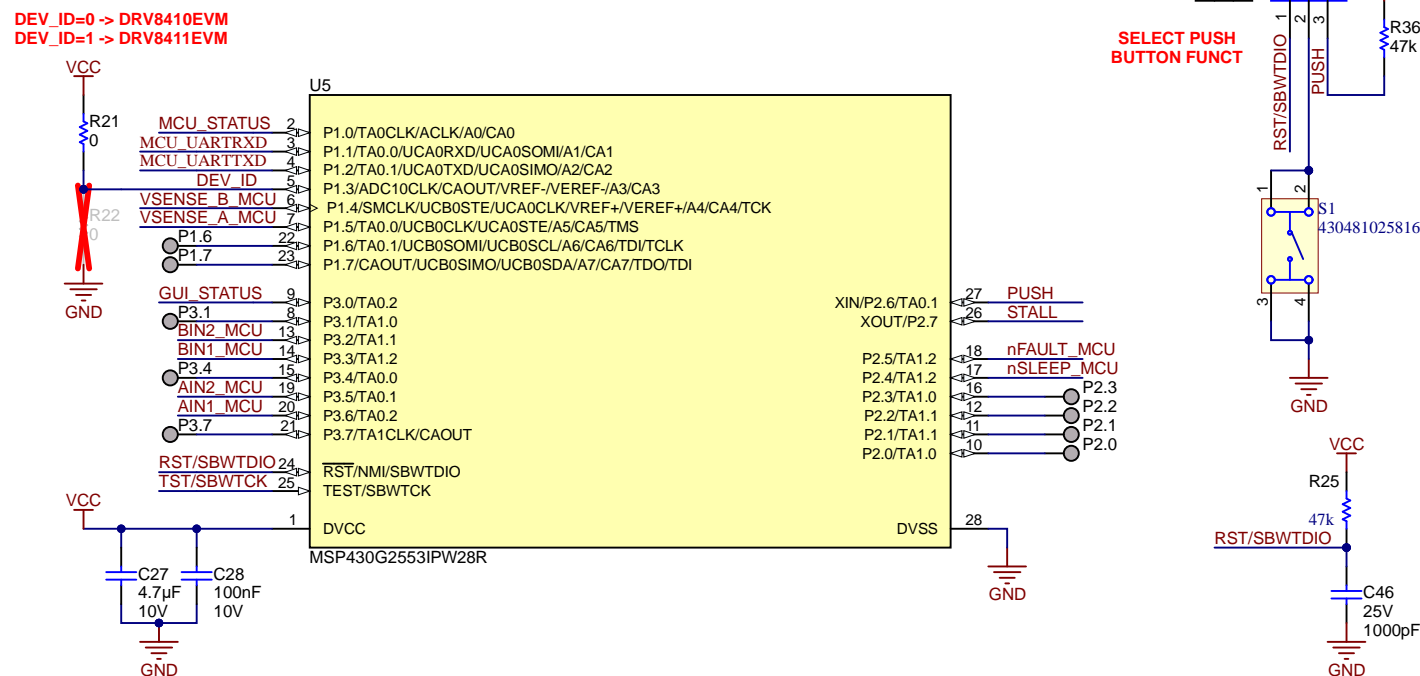 DEV_ID=0 -> DRV8410EVM
DEV_ID=1 -> DRV8411EVM
VCC
R21
0
R22
0
GND
U5
MCU_STATUS 2 P1.0/TA0CLK/ACLK/A0/CA0
MCU_UARTRXD 3 P1.1/TA0.0/UCA0RXD/UCA0SOMI/A1/CA1
MCU_UARTTXD 4 P1.2/TA0.1/UCA0TXD/UCA0SIMO/A2/CA2
DEV_ID 5 P1.3/ADC10CLK/CAOUT/VREF-/VEREF-/A3/CA3
VSENSE_B_MCU 6 P1.4/SMCLK/UCB0STE/UCA0CLK/VREF+/VEREF+/A4/CA4/TCK
VSENSE_A_MCU 7 P1.5/TA0.0/UCB0CLK/UCA0STE/A5/CA5/TMS
P1.6 22 P1.6/TA0.1/UCB0SOMI/UCB0SCL/A6/CA6/TDI/TCLK
P1.7 23 P1.7/CAOUT/UCB0SIMO/UCB0SDA/A7/CA7/TDO/TDI
GUI_STATUS 9 P3.0/TA0.2
P3.1 8 P3.1/TA1.0
BIN2_MCU 13 P3.2/TA1.1
BIN1_MCU 14 P3.3/TA1.2
P3.4 15 P3.4/TA0.0
AIN2_MCU 19 P3.5/TA0.1
AIN1_MCU 20 P3.6/TA0.2
P3.7 21 P3.7/TA1CLK/CAOUT
RST/SBWTDIO 24 RST/NMI/SBWTDIO
TST/SBWTCK 25 TEST/SBWTCK
VCC
1 DVCC
XIN/P2.6/TA0.1 27 PUSH
XOUT/P2.7 26 STALL
P2.5/TA1.2 18 nFAULT_MCU
P2.4/TA1.2 17 nSLEEP_MCU
P2.3/TA1.0 16 P2.3
P2.2/TA1.1 12 P2.2
P2.1/TA1.1 11 P2.1
P2.0/TA1.0 10 P2.0
DVSS 28
GND
MSP430G2553IPW28R
C27
4.7µF
10V
C28
100nF
10V
GND
SELECT PUSH
BUTTON FUNCT
1 2 3
RST/SBWTDIO
PUSH
R36
47k
1 2
S1
430481025816
3 4
GND
VCC
R25
47k
RST/SBWTDIO
C46
25V
1000pF
GND